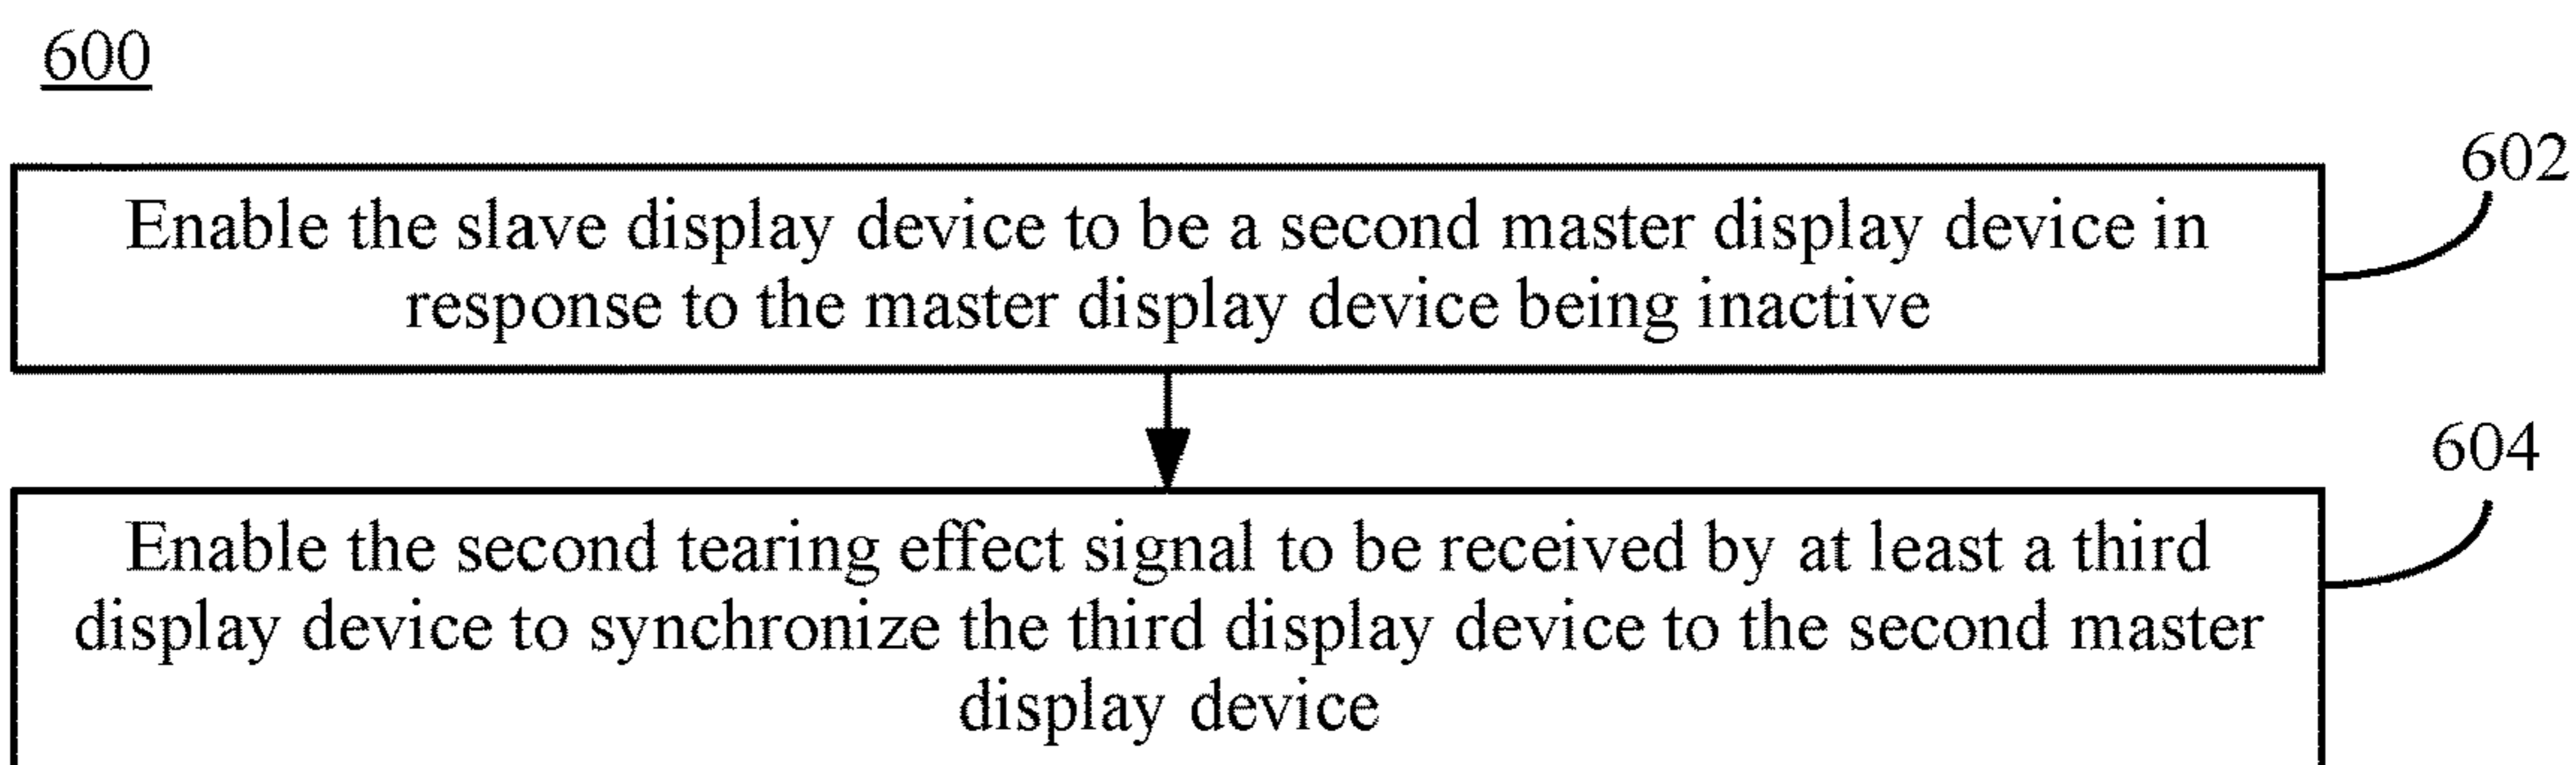 600
602
Enable the slave display device to be a second master display device in
response to the master display device being inactive
604
Enable the second tearing effect signal to be received by at least a third
display device to synchronize the third display device to the second master
display device